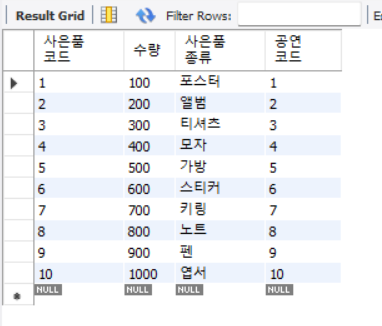 Result Grid Filter Rows: E
사은품 코드 수량 사은품 종류 공연 코드
1 100 포스터 1
2 200 앨범 2
3 300 티셔츠 3
4 400 모자 4
5 500 가방 5
6 600 스티커 6
7 700 키링 7
8 800 노트 8
9 900 펜 9
10 1000 엽서 10
NULL NULL NULL NULL